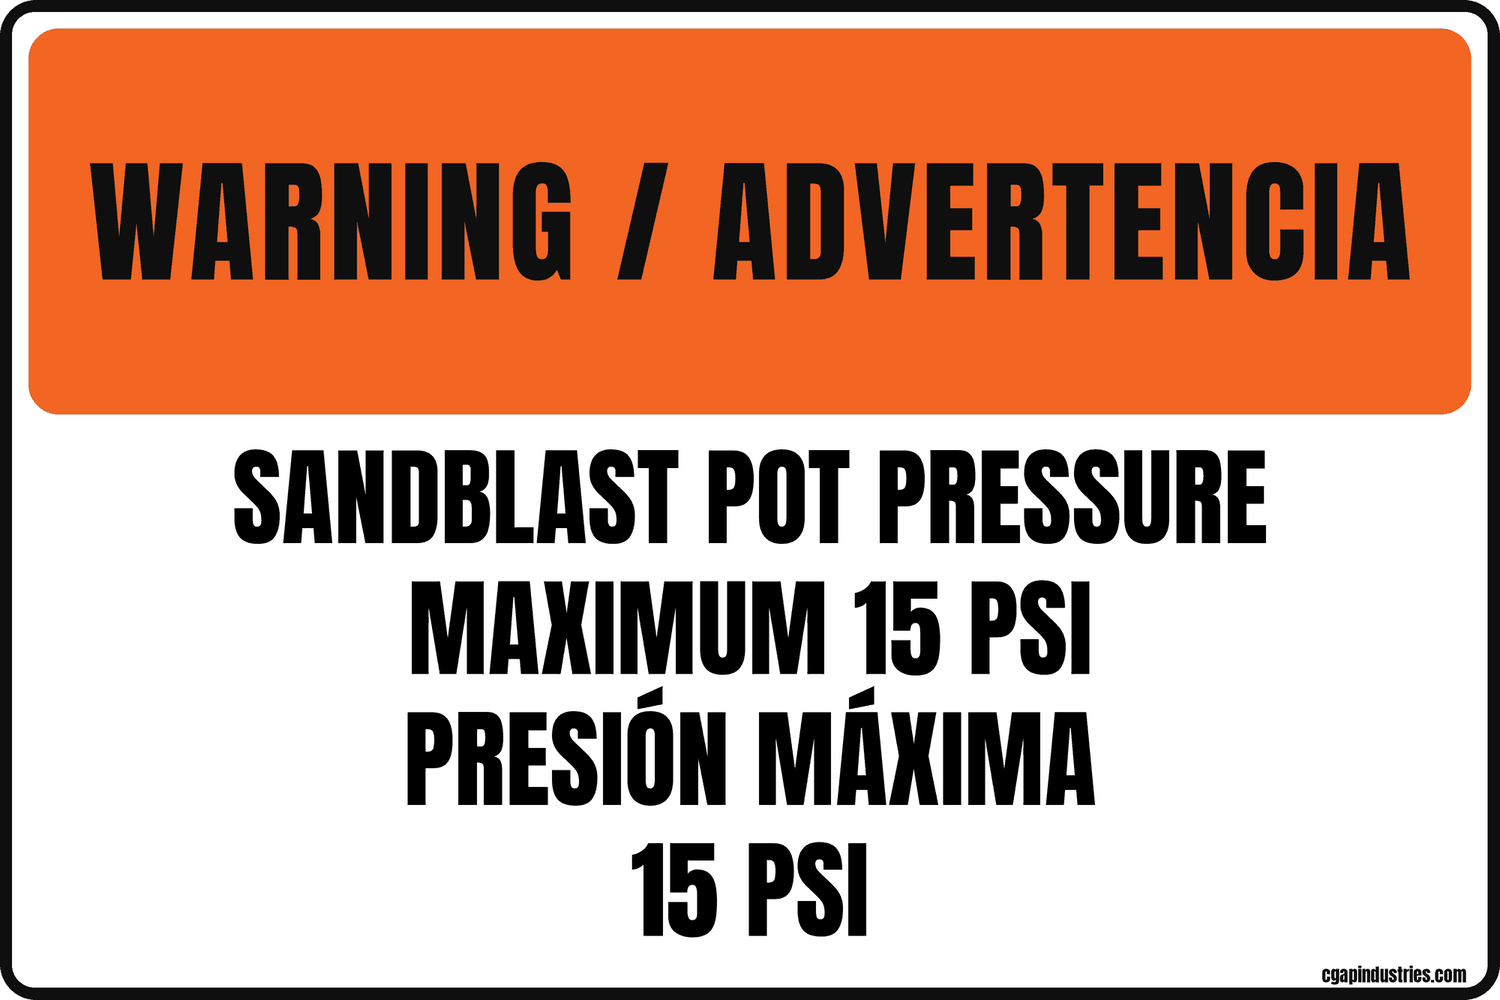 WARNING / ADVERTENCIA
SANDBLAST POT PRESSURE
MAXIMUM 15 PSI
PRESIÓN MÁXIMA
15 PSI
cgapindustries.com